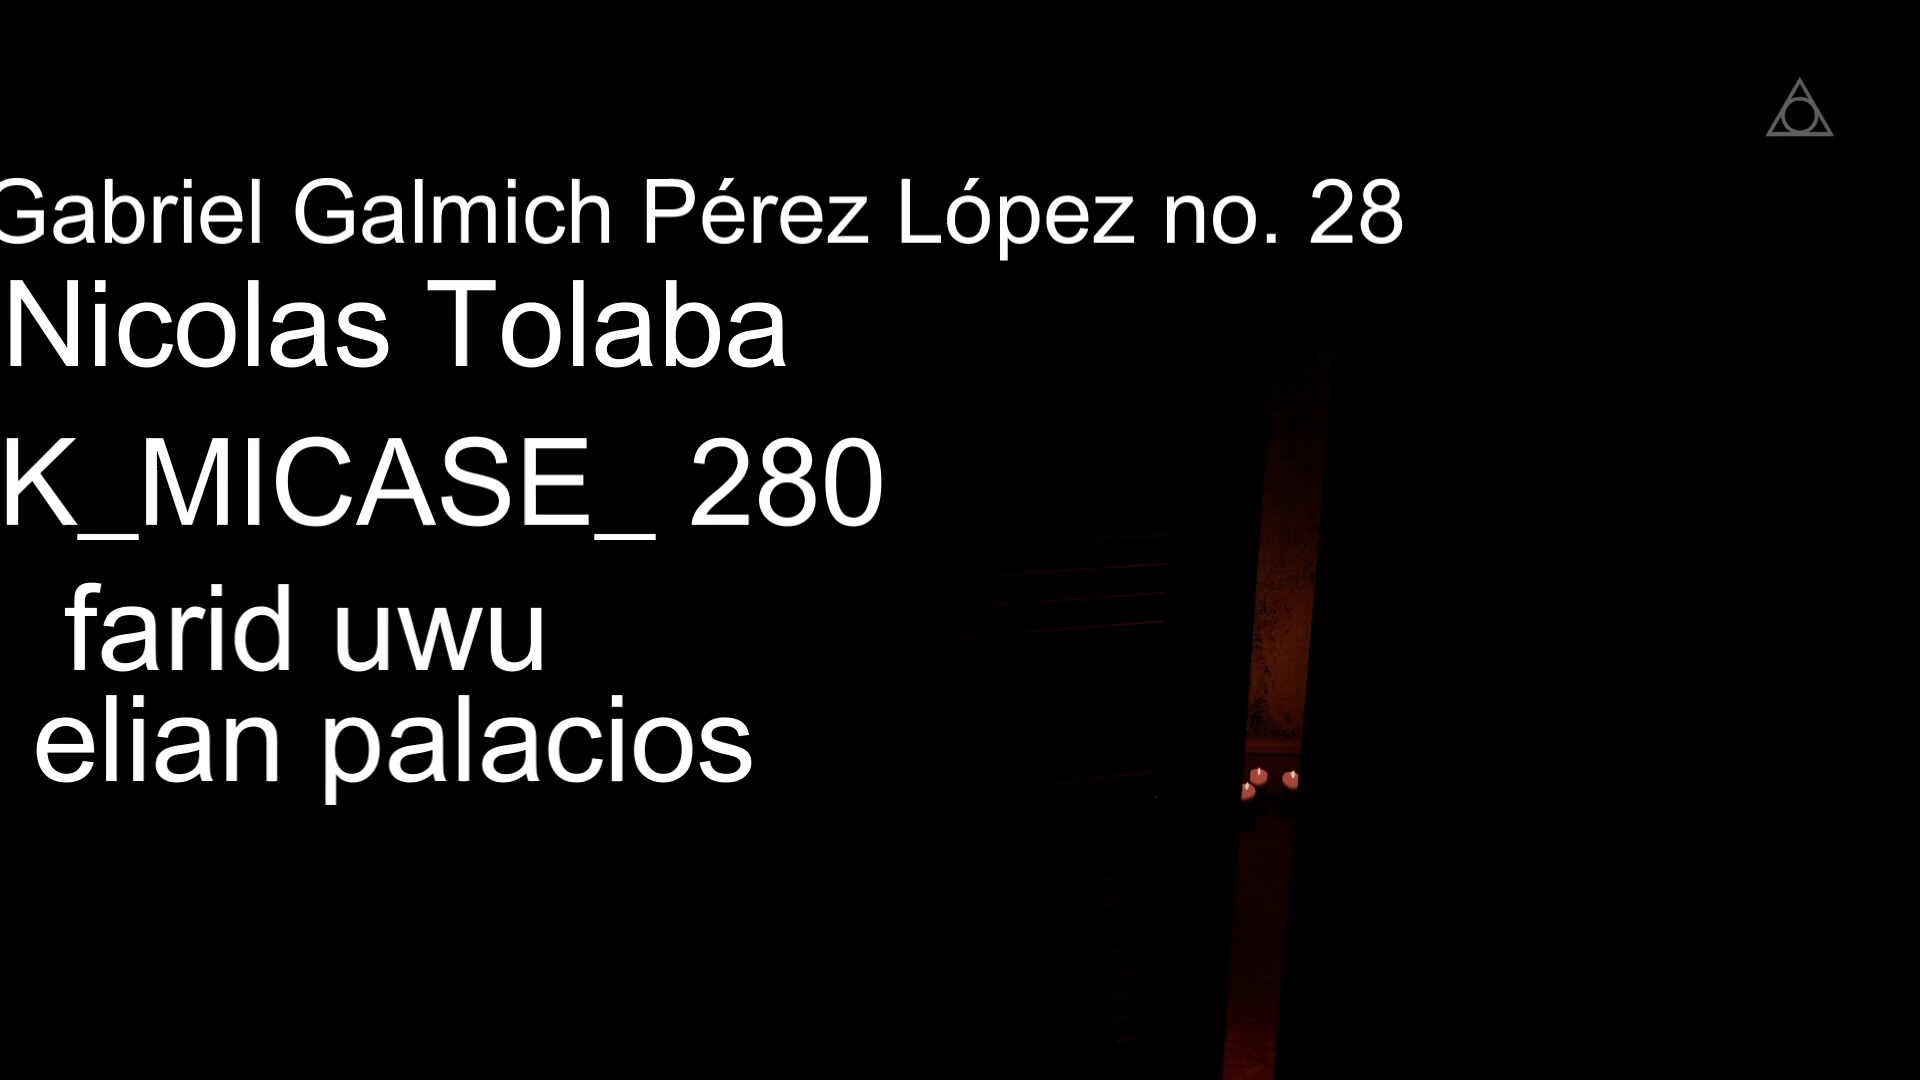 Gabriel Galmich Pérez López no. 28
Nicolas Tolaba
K_MICASE_ 280
farid uwu
elian palacios